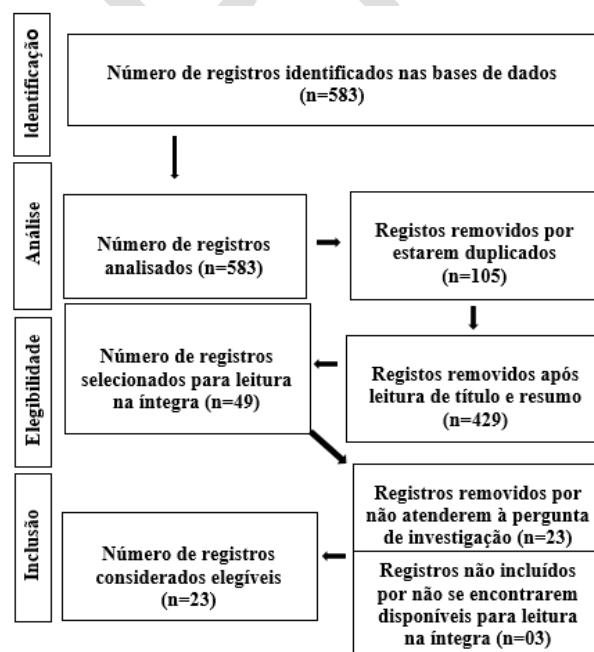 Identificação
Número de registros identificados nas bases de dados
(n=583)
Análise
Número de registros
analisados (n=583)
Registos removidos por
estarem duplicados
(n=105)
Elegibilidade
Número de registros
selecionados para leitura
na íntegra (n=49)
Registos removidos após
leitura de título e resumo
(n=429)
Inclusão
Registros removidos por
não atenderem à pergunta
de investigação (n=23)
Número de registros
considerados elegíveis
(n=23)
Registros não incluídos
por não se encontrarem
disponíveis para leitura
na íntegra (n=03)